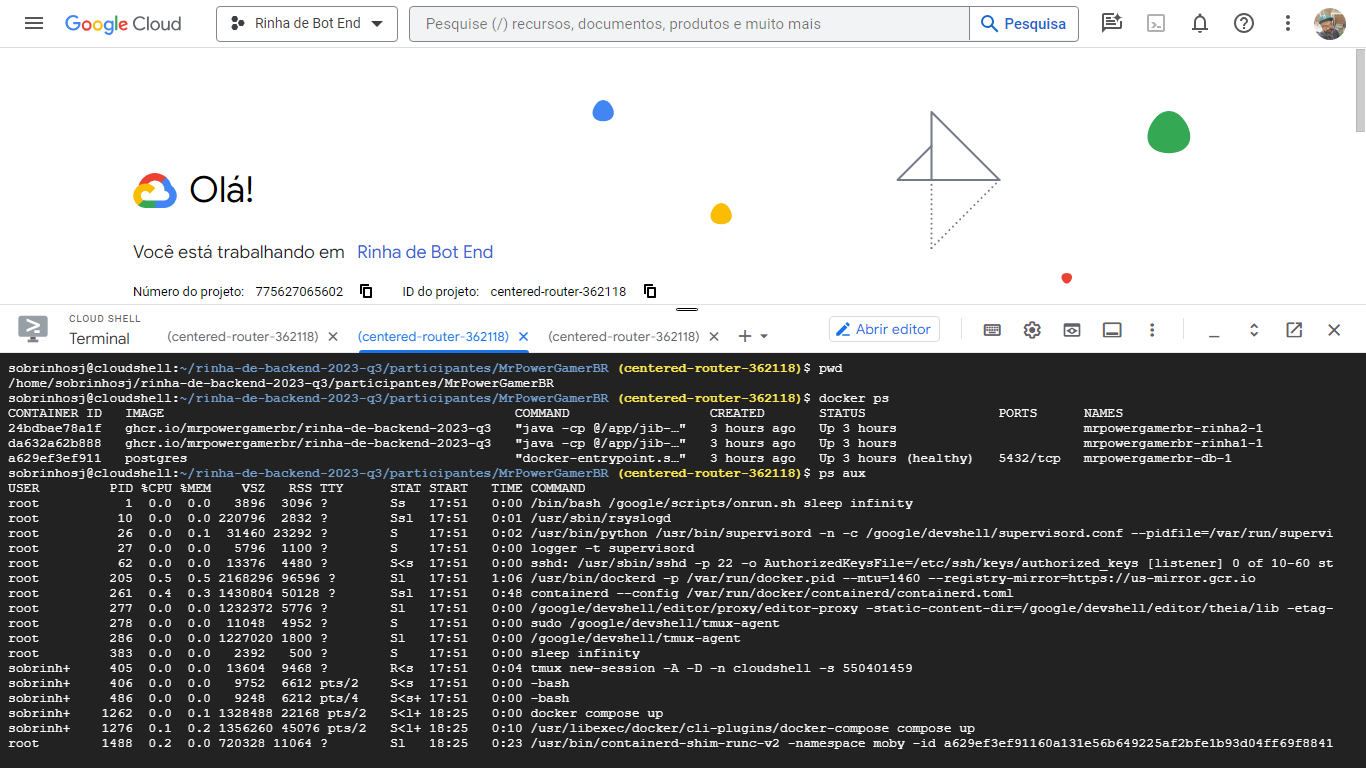 Google Cloud
Rinha de Bot End
Pesquise (/) recursos, documentos, produtos e muito mais
Pesquisa
Olá!
Você está trabalhando em Rinha de Bot End
Número do projeto: 775627065602 ID do projeto: centered-router-362118
CLOUD SHELL
Terminal
(centered-router-362118)
(centered-router-362118)
(centered-router-362118)
Abrir editor
sobrinhosj@cloudshell:~/rinha-de-backend-2023-q3/participantes/MrPowerGamerBR (centered-router-362118)$ pwd
/home/sobrinhosj/rinha-de-backend-2023-q3/participantes/MrPowerGamerBR
sobrinhosj@cloudshell:~/rinha-de-backend-2023-q3/participantes/MrPowerGamerBR (centered-router-362118)$ docker ps
CONTAINER ID IMAGE COMMAND CREATED STATUS PORTS NAMES
24bdbae78a1f ghcr.io/mrpowergamerbr/rinha-de-backend-2023-q3 "java -cp @/app/jib-…" 3 hours ago Up 3 hours mrpowergamerbr-rinha2-1
da632a62b888 ghcr.io/mrpowergamerbr/rinha-de-backend-2023-q3 "java -cp @/app/jib-…" 3 hours ago Up 3 hours mrpowergamerbr-rinha1-1
a629ef3ef911 postgres "docker-entrypoint.s…" 3 hours ago Up 3 hours (healthy) 5432/tcp mrpowergamerbr-db-1
sobrinhosj@cloudshell:~/rinha-de-backend-2023-q3/participantes/MrPowerGamerBR (centered-router-362118)$ ps aux
USER PID %CPU %MEM VSZ RSS TTY STAT START TIME COMMAND
root 1 0.0 0.0 3896 3096 ? Ss 17:51 0:00 /bin/bash /google/scripts/onrun.sh sleep infinity
root 10 0.0 0.0 220796 2832 ? Ssl 17:51 0:01 /usr/sbin/rsyslogd
root 26 0.0 0.1 31460 23292 ? S 17:51 0:02 /usr/bin/python /usr/bin/supervisord -n -c /google/devshell/supervisord.conf --pidfile=/var/run/supervi
root 27 0.0 0.0 5796 1100 ? S 17:51 0:00 logger -t supervisord
root 62 0.0 0.0 13376 4480 ? S<s 17:51 0:00 sshd: /usr/sbin/sshd -p 22 -o AuthorizedKeysFile=/etc/ssh/keys/authorized_keys [listener] 0 of 10-60 st
root 205 0.5 0.5 2168296 96596 ? Sl 17:51 1:06 /usr/bin/dockerd -p /var/run/docker.pid --mtu=1460 --registry-mirror=https://us-mirror.gcr.io
root 261 0.4 0.3 1430804 50128 ? Ssl 17:51 0:48 containerd --config /var/run/docker/containerd/containerd.toml
root 277 0.0 0.0 1232372 5776 ? Sl 17:51 0:00 /google/devshell/editor/proxy/editor-proxy -static-content-dir=/google/devshell/editor/theia/lib -etag-
root 278 0.0 0.0 11048 4952 ? S 17:51 0:00 sudo /google/devshell/tmux-agent
root 286 0.0 0.0 1227020 1800 ? Sl 17:51 0:00 /google/devshell/tmux-agent
root 383 0.0 0.0 2392 500 ? S 17:51 0:00 sleep infinity
sobrinh+ 405 0.0 0.0 13604 9468 ? R<s 17:51 0:04 tmux new-session -A -D -n cloudshell -s 550401459
sobrinh+ 406 0.0 0.0 9752 6612 pts/2 S<s 17:51 0:00 -bash
sobrinh+ 486 0.0 0.0 9248 6212 pts/4 S<s+ 17:51 0:00 -bash
sobrinh+ 1262 0.0 0.1 1328488 22168 pts/2 S<l+ 18:25 0:00 docker compose up
sobrinh+ 1276 0.1 0.2 1356260 45076 pts/2 S<l+ 18:25 0:10 /usr/libexec/docker/cli-plugins/docker-compose compose up
root 1488 0.2 0.0 720328 11064 ? Sl 18:25 0:23 /usr/bin/containerd-shim-runc-v2 -namespace moby -id a629ef3ef91160a131e56b649225af2bfe1b93d04ff69f8841